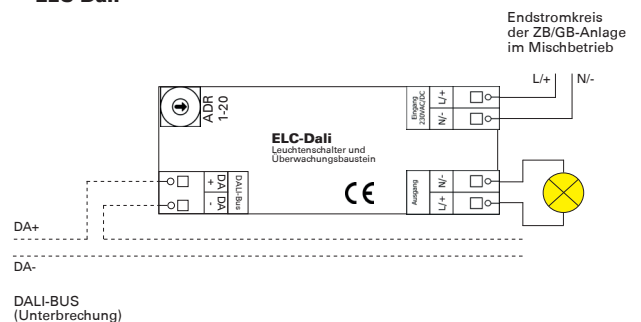 ELC-Dali
Endstromkreis
der ZB/GB-Anlage
im Mischbetrieb
L/+ N/-
ADR
1-20
Eingang
230VAC/DC
L/+
N/-
ELC-Dali
Leuchtenschalter und
Überwachungsbaustein
DA +
DA -
DALI-Bus
CE
Ausgang
N/-
L/+
DA+
DA-
DALI-BUS
(Unterbrechung)